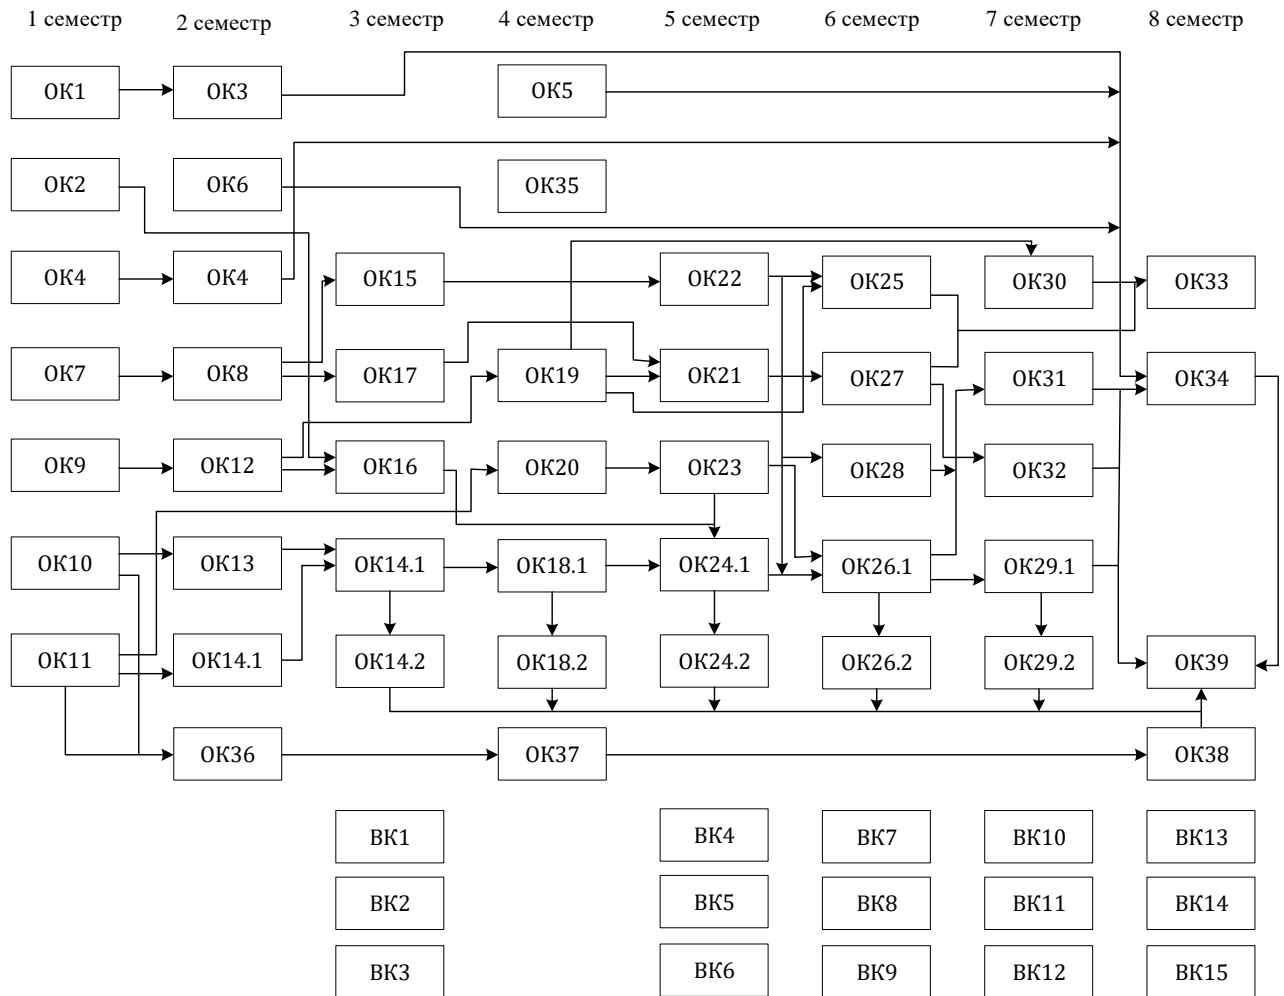 1 семестр 2 семестр 3 семестр 4 семестр 5 семестр 6 семестр 7 семестр 8 семестр
ОК1 ОК3 ОК5
ОК2 ОК6 ОК35
ОК4 ОК4 ОК15 ОК22 ОК25 ОК30 ОК33
ОК7 ОК8 ОК17 ОК19 ОК21 ОК27 ОК31 ОК34
ОК9 ОК12 ОК16 ОК20 ОК23 ОК28 ОК32
ОК10 ОК13 ОК14.1 ОК18.1 ОК24.1 ОК26.1 ОК29.1
ОК11 ОК14.1 ОК14.2 ОК18.2 ОК24.2 ОК26.2 ОК29.2 ОК39
ОК36 ОК37 ОК38
ВК1 ВК4 ВК7 ВК10 ВК13
ВК2 ВК5 ВК8 ВК11 ВК14
ВК3 ВК6 ВК9 ВК12 ВК15